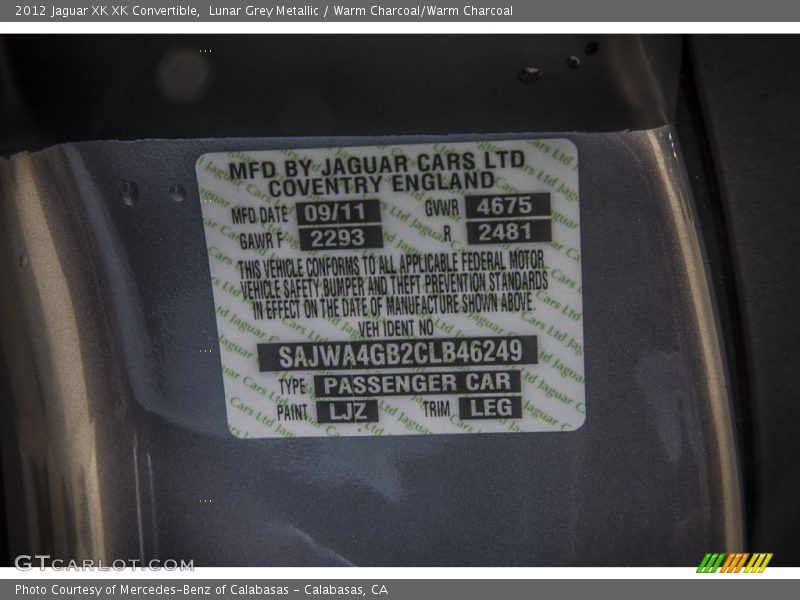 2012 Jaguar XK XK Convertible,  Lunar Grey Metallic / Warm Charcoal/Warm Charcoal
MFD BY JAGUAR CARS LTD
COVENTRY ENGLAND
MFD DATE 09/11 GVWR 4675
GAWR F 2293 R 2481
THIS VEHICLE CONFORMS TO ALL APPLICABLE FEDERAL MOTOR
VEHICLE SAFETY BUMPER AND THEFT PREVENTION STANDARDS
IN EFFECT ON THE DATE OF MANUFACTURE SHOWN ABOVE.
VEH IDENT NO
SAJWA4GB2CLB46249
TYPE PASSENGER CAR
PAINT LJZ TRIM LEG
GTCARLOT.COM
Photo Courtesy of Mercedes-Benz of Calabasas - Calabasas, CA